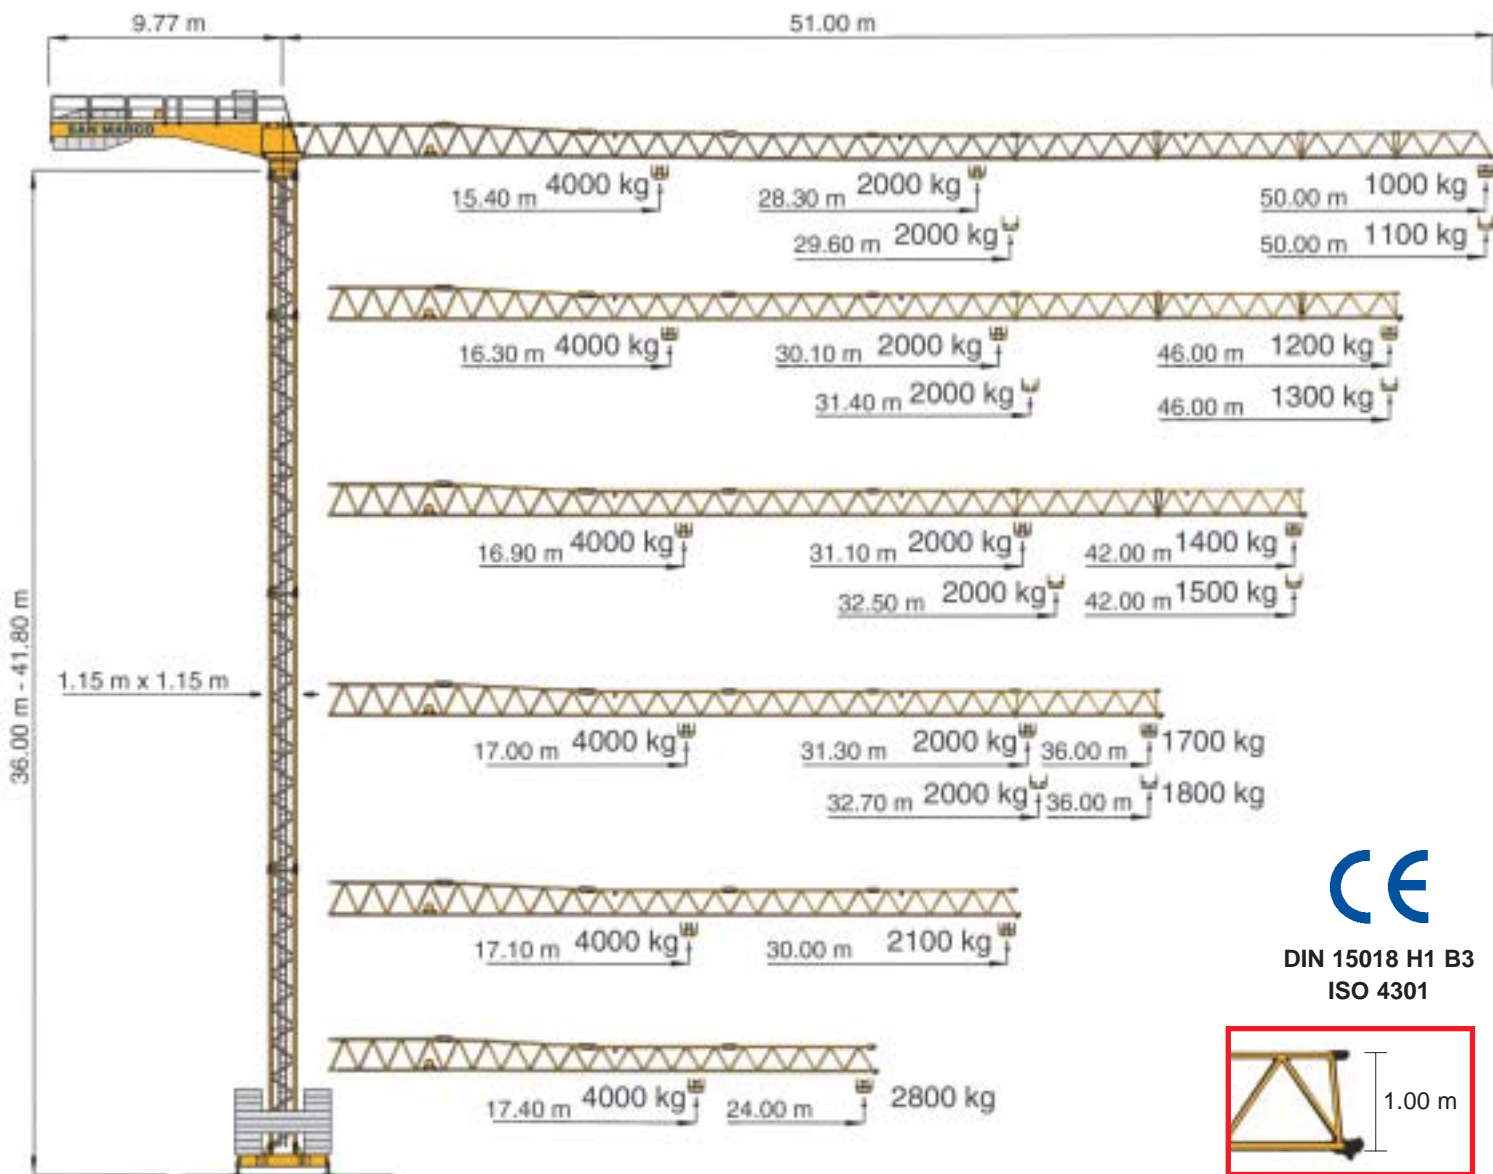 9.77 m
51.00 m
SAN MARCO
15.40 m 4000 kg
28.30 m 2000 kg
50.00 m 1000 kg
29.60 m 2000 kg
50.00 m 1100 kg
16.30 m 4000 kg
30.10 m 2000 kg
46.00 m 1200 kg
31.40 m 2000 kg
46.00 m 1300 kg
16.90 m 4000 kg
31.10 m 2000 kg
42.00 m 1400 kg
32.50 m 2000 kg
42.00 m 1500 kg
36.00 m - 41.80 m
1.15 m x 1.15 m
17.00 m 4000 kg
31.30 m 2000 kg
36.00 m 1700 kg
32.70 m 2000 kg
36.00 m 1800 kg
17.10 m 4000 kg
30.00 m 2100 kg
CE
DIN 15018 H1 B3
ISO 4301
17.40 m 4000 kg
24.00 m 2800 kg
1.00 m